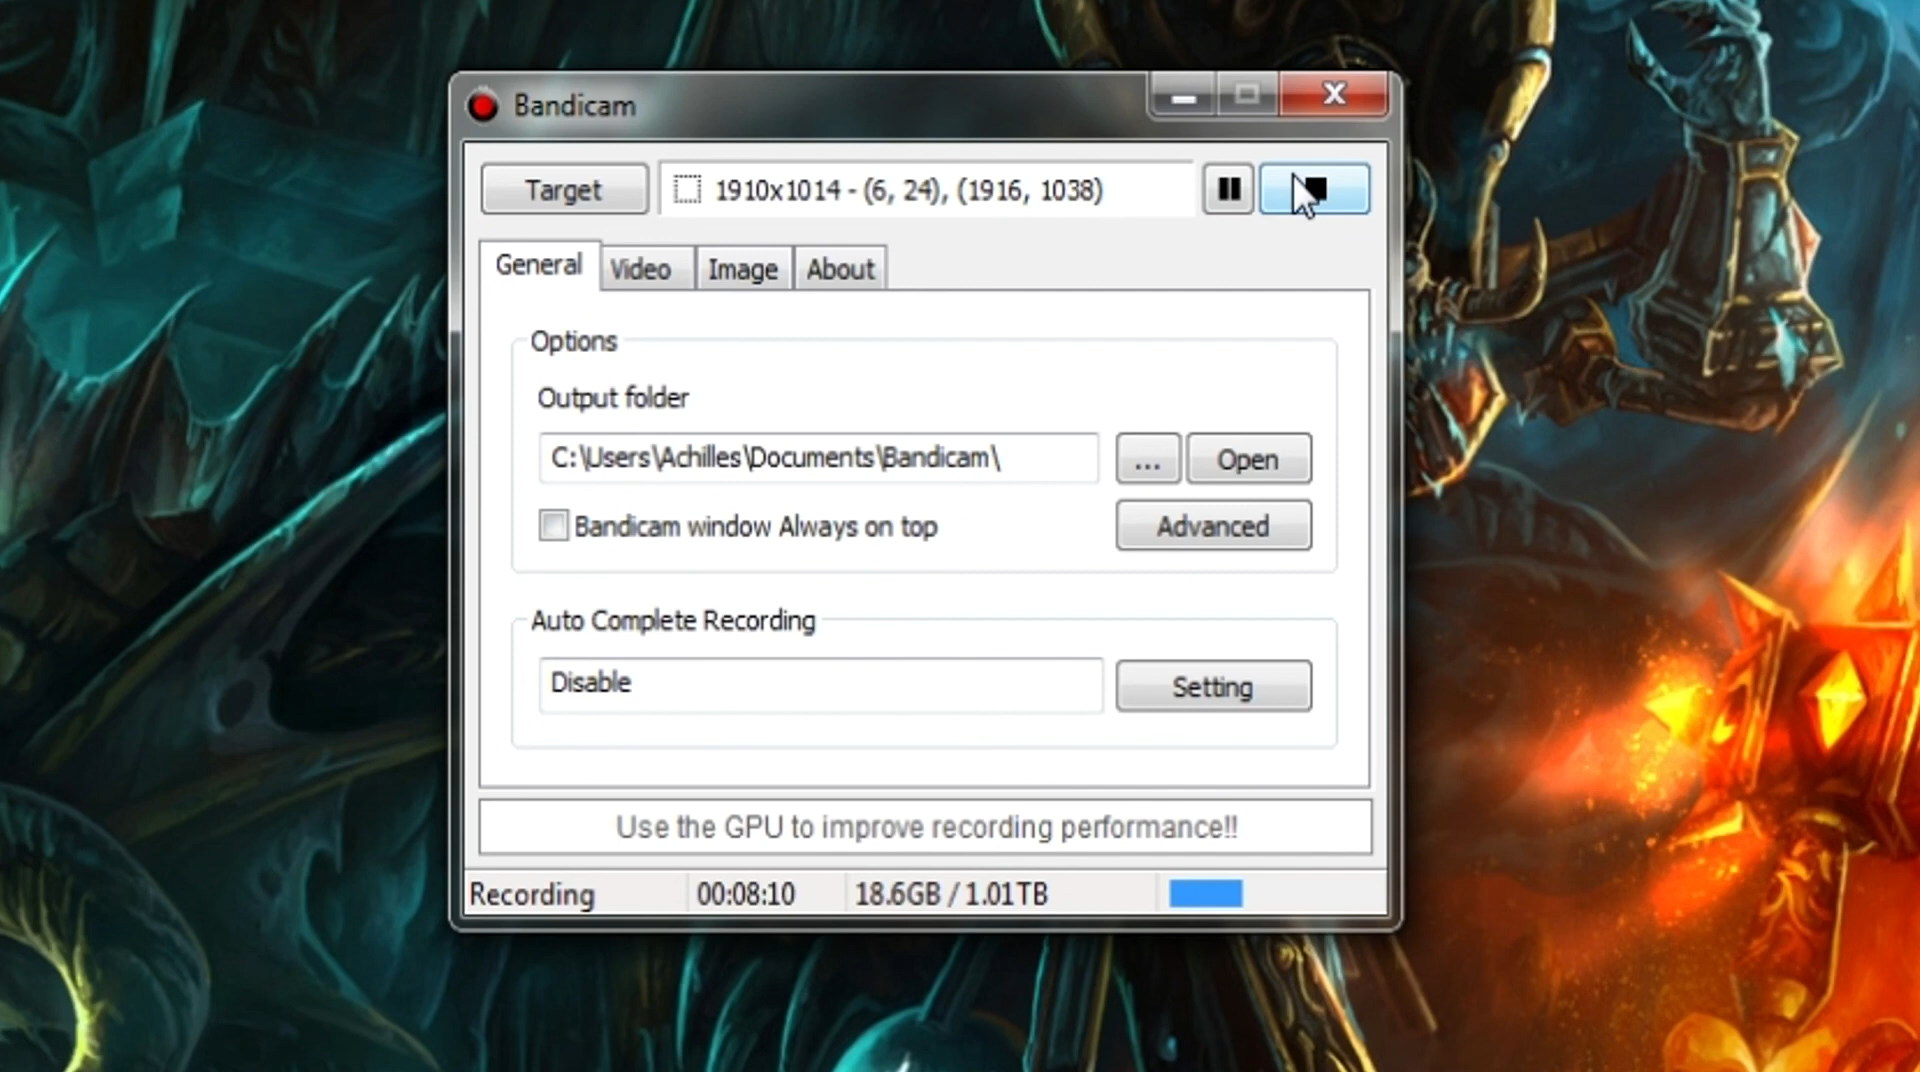 Bandicam
Target
1910x1014 - (6, 24), (1916, 1038)
General
Video
Image
About
Options
Output folder
C:\Users\Achilles\Documents\Bandicam\
...
Open
Bandicam window Always on top
Advanced
Auto Complete Recording
Disable
Setting
Use the GPU to improve recording performance!!
Recording
00:08:10
18.6GB / 1.01TB